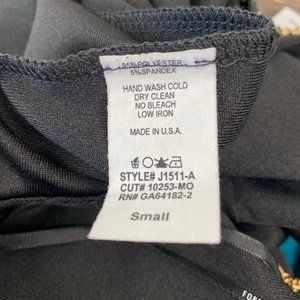 95%POLYESTER
5%SPANDEX
HAND WASH COLD
DRY CLEAN
NO BLEACH
LOW IRON
MADE IN U.S.A.
STYLE# J1511-A
CUT# 10253-MO
RN# GA64182-2
Small
FOR